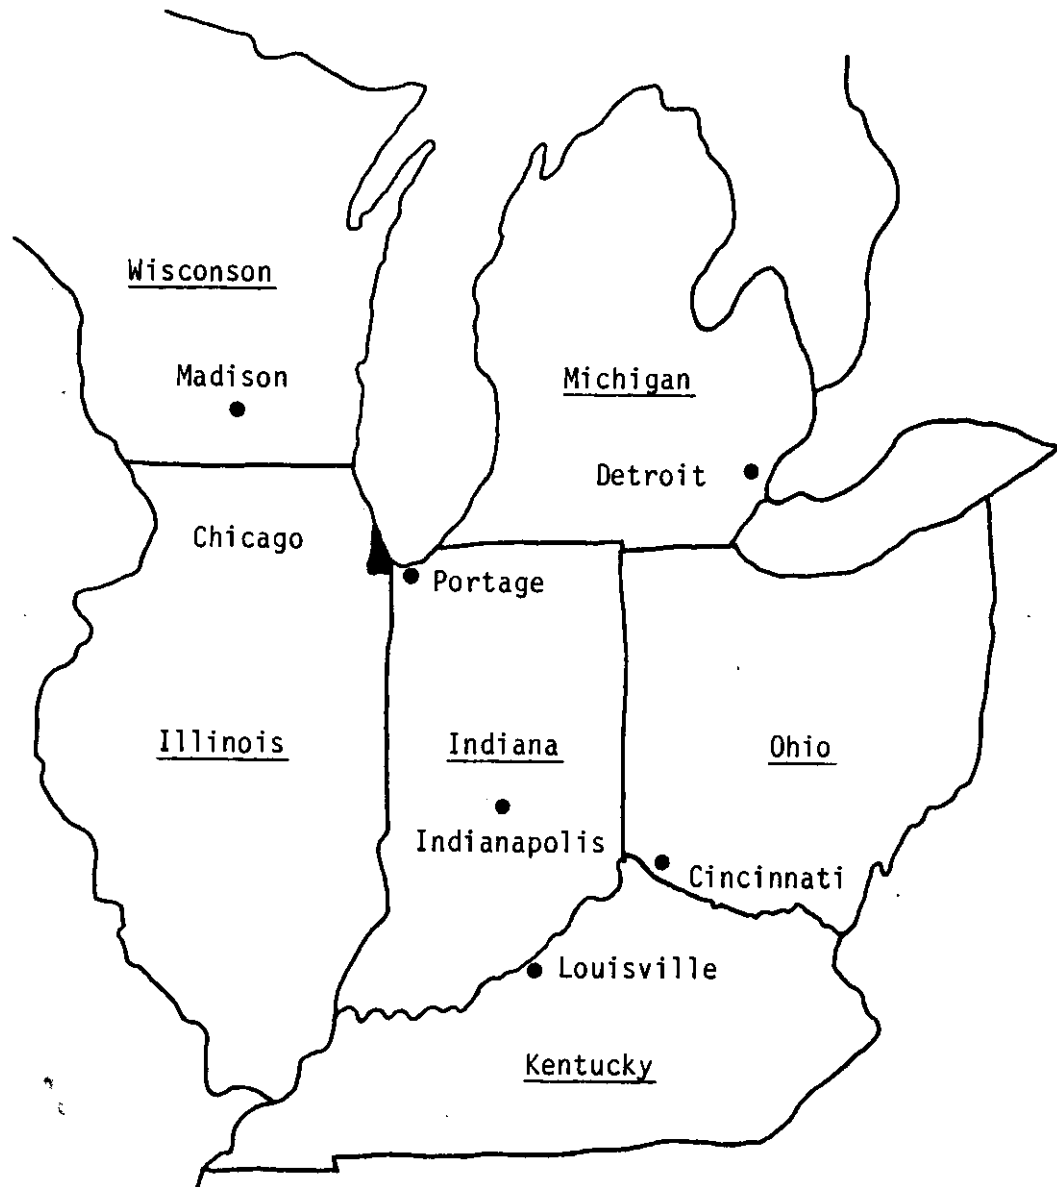 Wisconson
Madison
Michigan
Detroit
Chicago
Portage
Illinois
Indiana
Ohio
Indianapolis
Cincinnati
Louisville
Kentucky